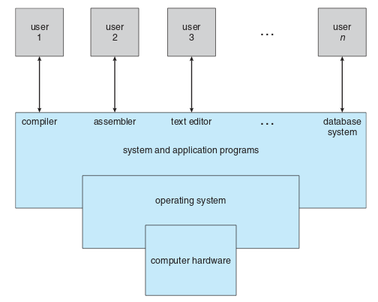 user
1
user
2
user
3
...
user
n
compiler
assembler
text editor
...
database
system
system and application programs
operating system
computer hardware